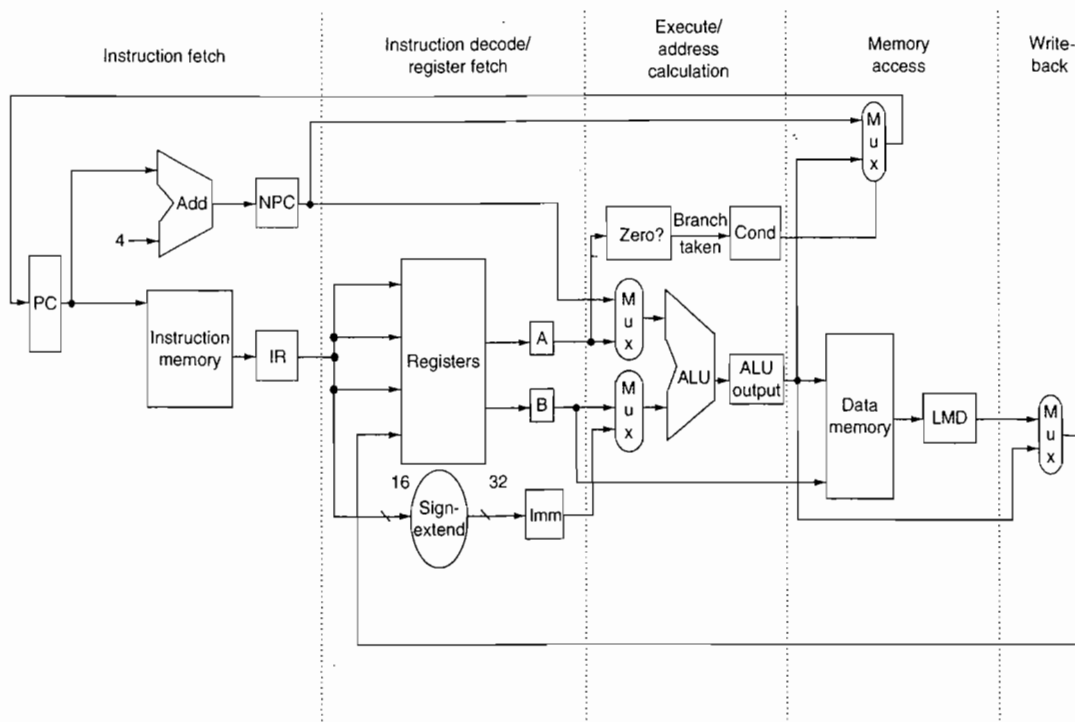 Instruction fetch
Instruction decode/
register fetch
Execute/
address
calculation
Memory
access
Write-
back
M
u
x
Add
NPC
4
Zero?
Branch
taken
Cond
PC
Instruction
memory
IR
Registers
A
B
M
u
x
M
u
x
ALU
ALU
output
Data
memory
LMD
M
u
x
16
Sign-
extend
32
Imm